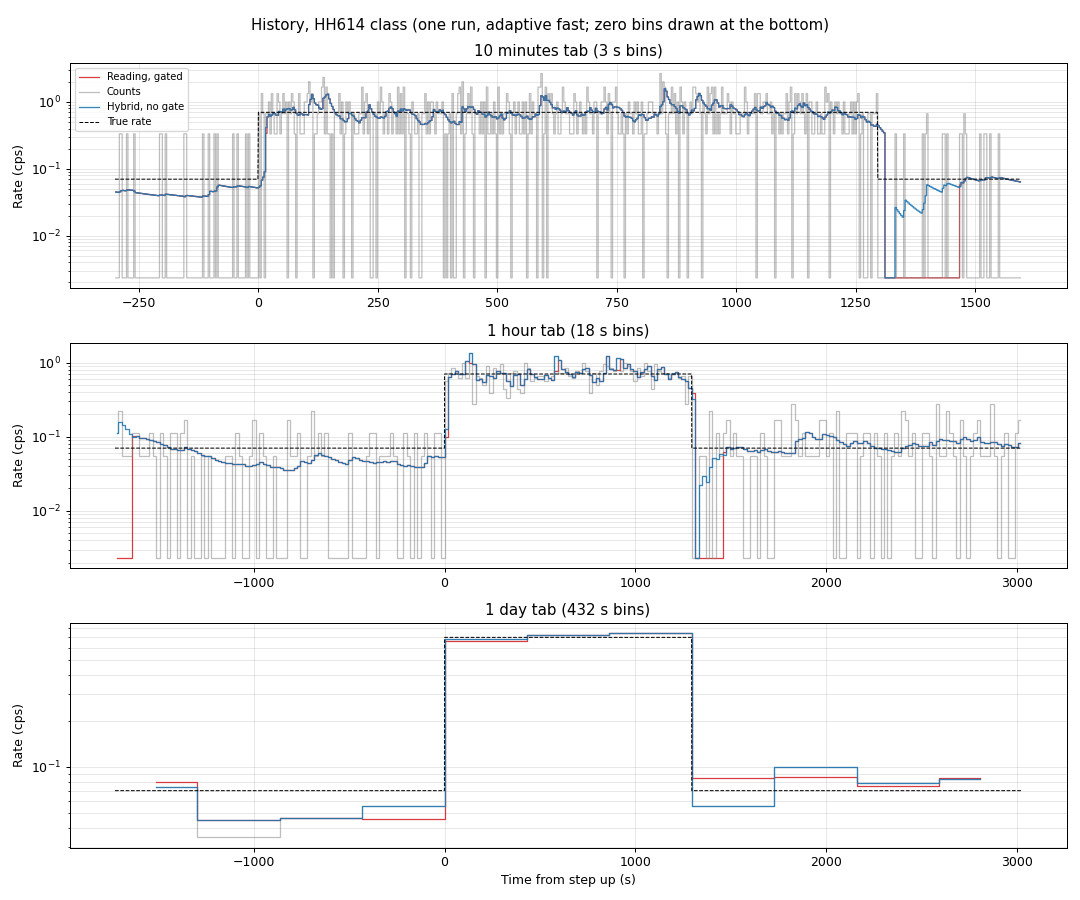 History, HH614 class (one run, adaptive fast; zero bins drawn at the bottom)
10 minutes tab (3 s bins)
Rate (cps)
10⁰
10⁻¹
10⁻²
Reading, gated
Counts
Hybrid, no gate
True rate
−250
0
250
500
750
1000
1250
1500
1 hour tab (18 s bins)
Rate (cps)
10⁰
10⁻¹
10⁻²
−1000
0
1000
2000
3000
1 day tab (432 s bins)
Rate (cps)
10⁻¹
−1000
0
1000
2000
3000
Time from step up (s)